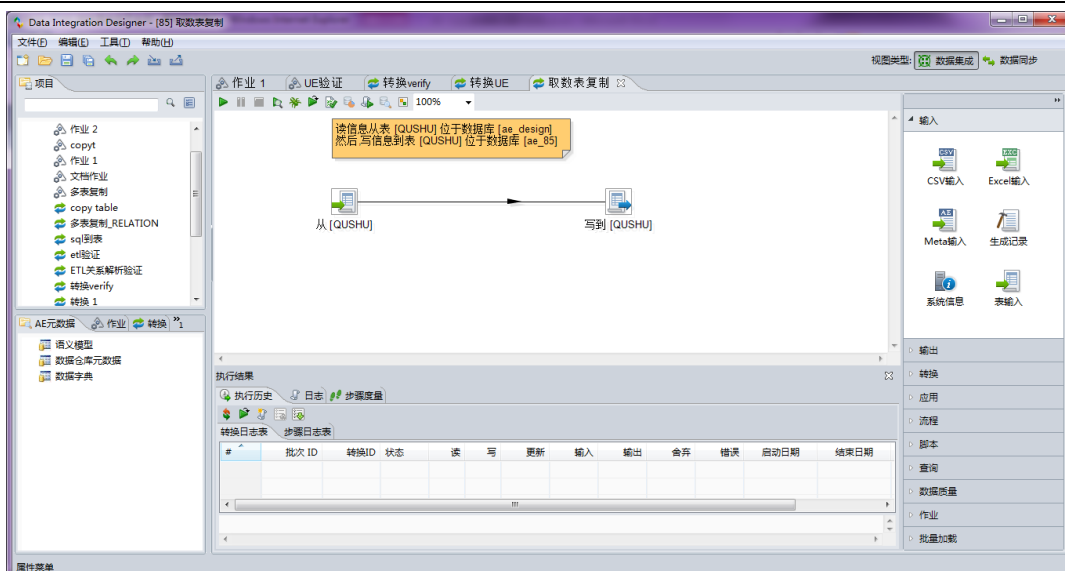 Data Integration Designer - [85] 取数表复制
文件(F) 编辑(E) 工具(T) 帮助(H)
视图类型: 数据集成 数据同步
项目
作业 1 UE验证 转换verify 转换UE 取数表复制
100%
作业 2
copyt
作业 1
文档作业
多表复制
copy table
多表复制_RELATION
sql到表
etl验证
ETL关系解析验证
转换verify
转换 1
读信息从表 [QUSHU] 位于数据库 [ae_design]
然后,写信息到表 [QUSHU] 位于数据库 [ae_85]
从 [QUSHU] 写到 [QUSHU]
输入
CSV输入 Excel输入
Meta输入 生成记录
系统信息 表输入
输出
转换
应用
流程
脚本
查询
数据质量
作业
批量加载
AE元数据 作业 转换 »1
语义模型
数据仓库元数据
数据字典
执行结果
执行历史 日志 步骤度量
转换日志表 步骤日志表
# 批次 ID 转换ID 状态 读 写 更新 输入 输出 舍弃 错误 启动日期 结束日期
属性菜单